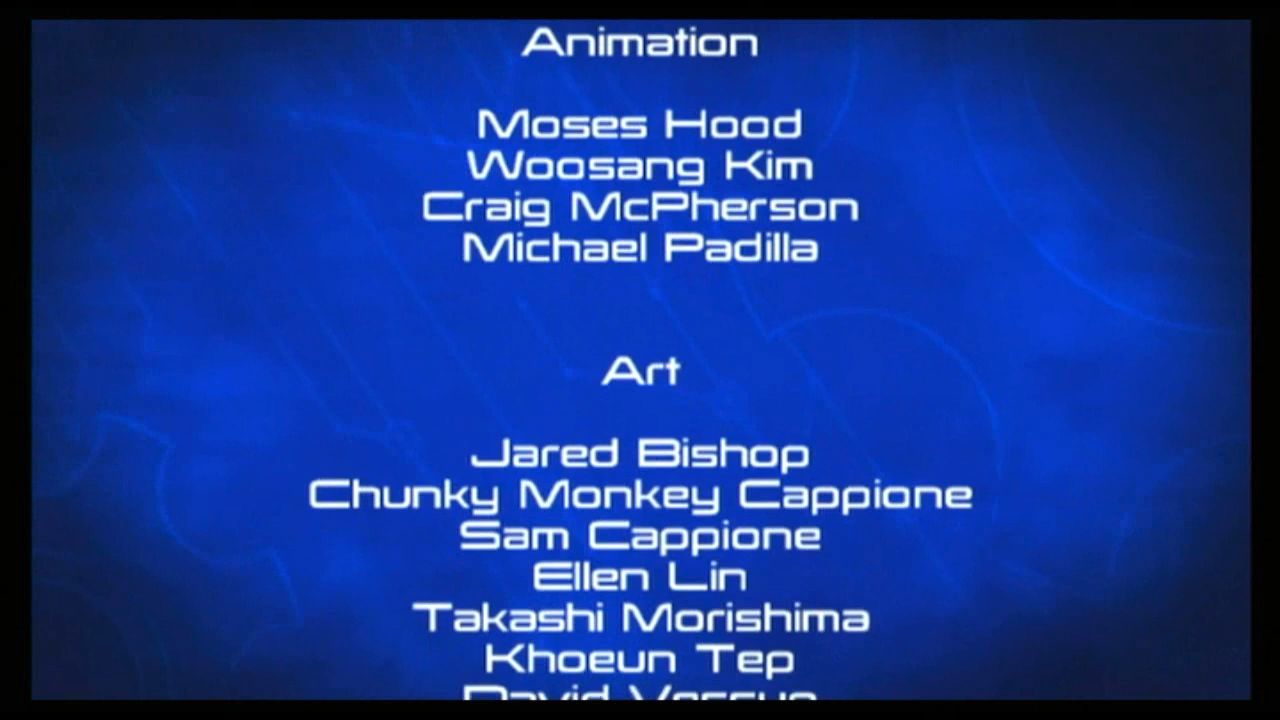 Animation
Moses Hood
Woosang Kim
Craig McPherson
Michael Padilla
Art
Jared Bishop
Chunky Monkey Cappione
Sam Cappione
Ellen Lin
Takashi Morishima
Khoeun Tep
David